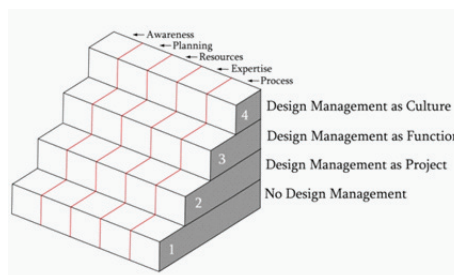 Awareness
Planning
Resources
Expertise
Process
4
Design Management as Culture
3
Design Management as Function
2
Design Management as Project
1
No Design Management